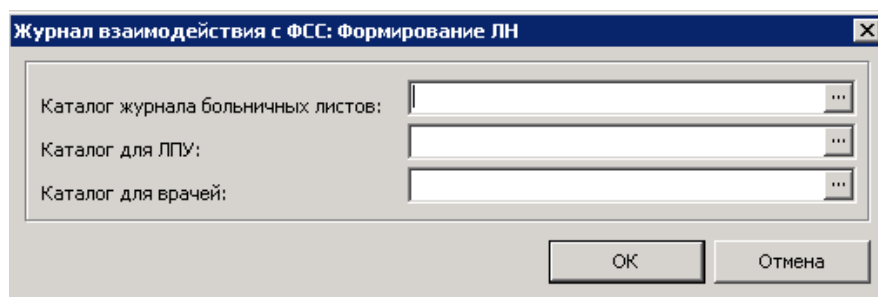 Журнал взаимодействия с ФСС: Формирование ЛН
Каталог журнала больничных листов:
...
Каталог для ЛПУ:
...
Каталог для врачей:
...
OK
Отмена